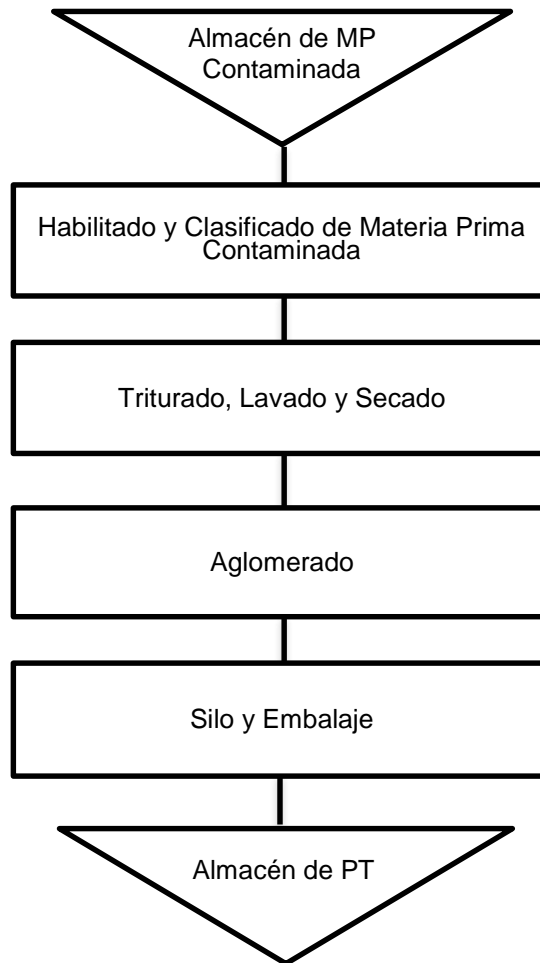 Almacén de MP
Contaminada
Habilitado y Clasificado de Materia Prima
Contaminada
Triturado, Lavado y Secado
Aglomerado
Silo y Embalaje
Almacén de PT